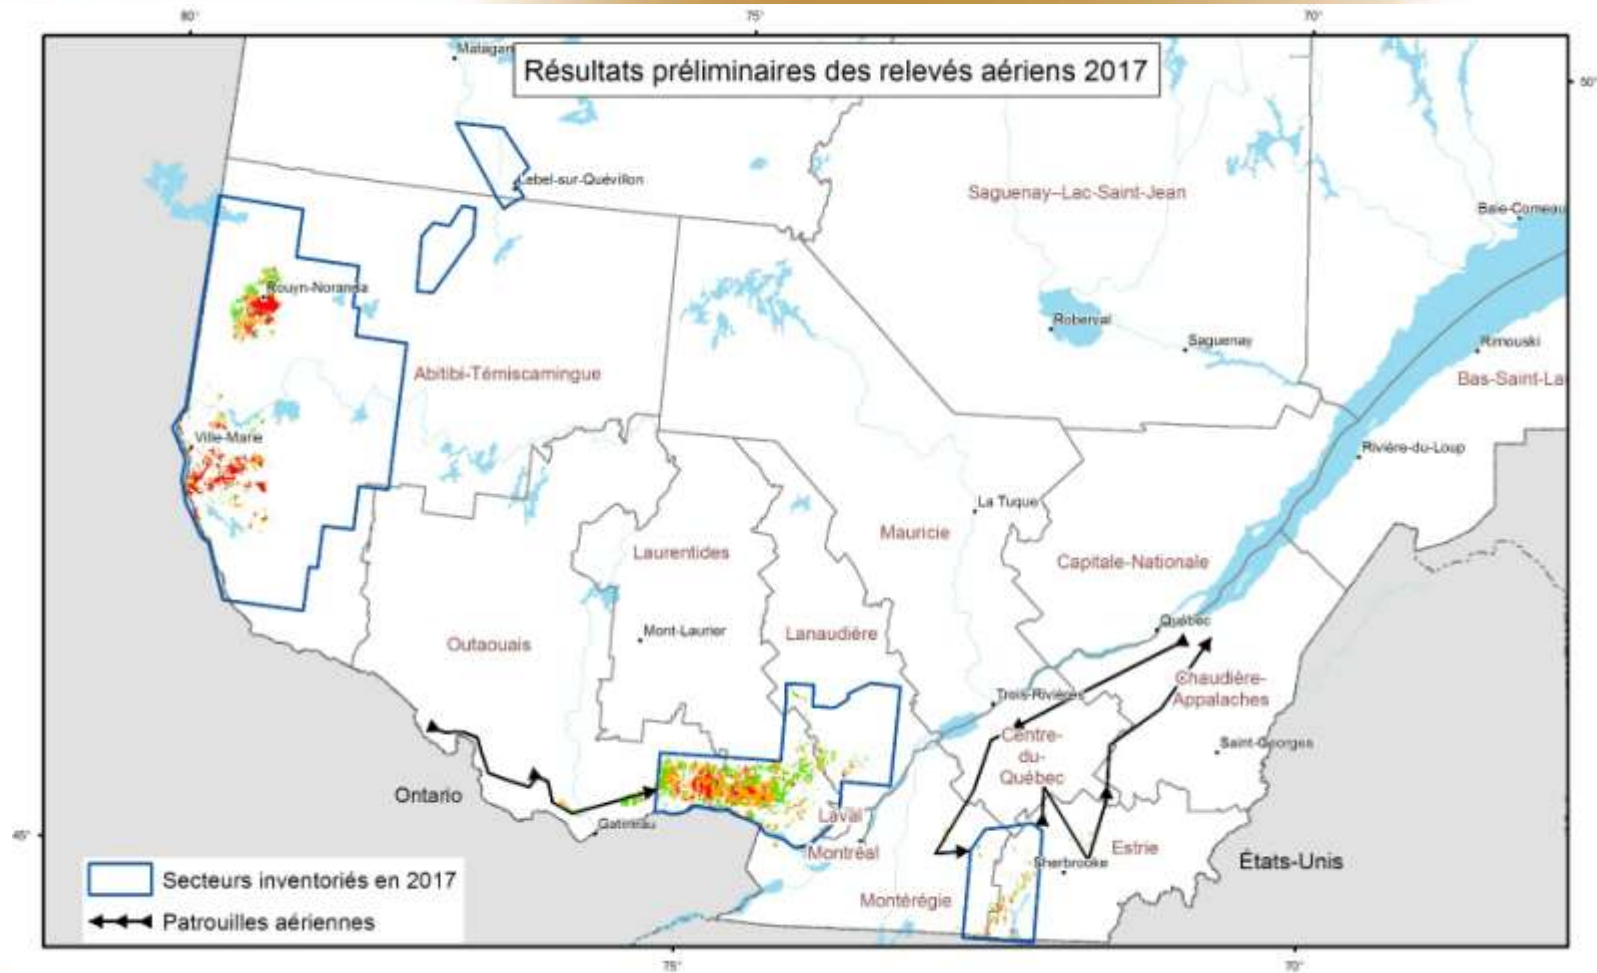 80°
75°
70°
Matagan
Résultats préliminaires des relevés aériens 2017
50°
Lebel-sur-Quévillon
Saguenay–Lac-Saint-Jean
Baie-Comeau
Rouyn-Noranda
Roberval
Saguenay
Rimouski
Abitibi-Témiscamingue
Bas-Saint-La
Ville-Marie
Rivière-du-Loup
La Tuque
Mauricie
Laurentides
Capitale-Nationale
Québec
Mont-Laurier
Lanaudière
Outaouais
Chaudière-
Appalaches
Trois-Rivières
Centre-
du-
Québec
Saint-Georges
Ontario
Laval
Gatineau
45°
Montréal
Estrie
Sherbrooke
États-Unis
Montérégie
Secteurs inventoriés en 2017
Patrouilles aériennes
75°
70°